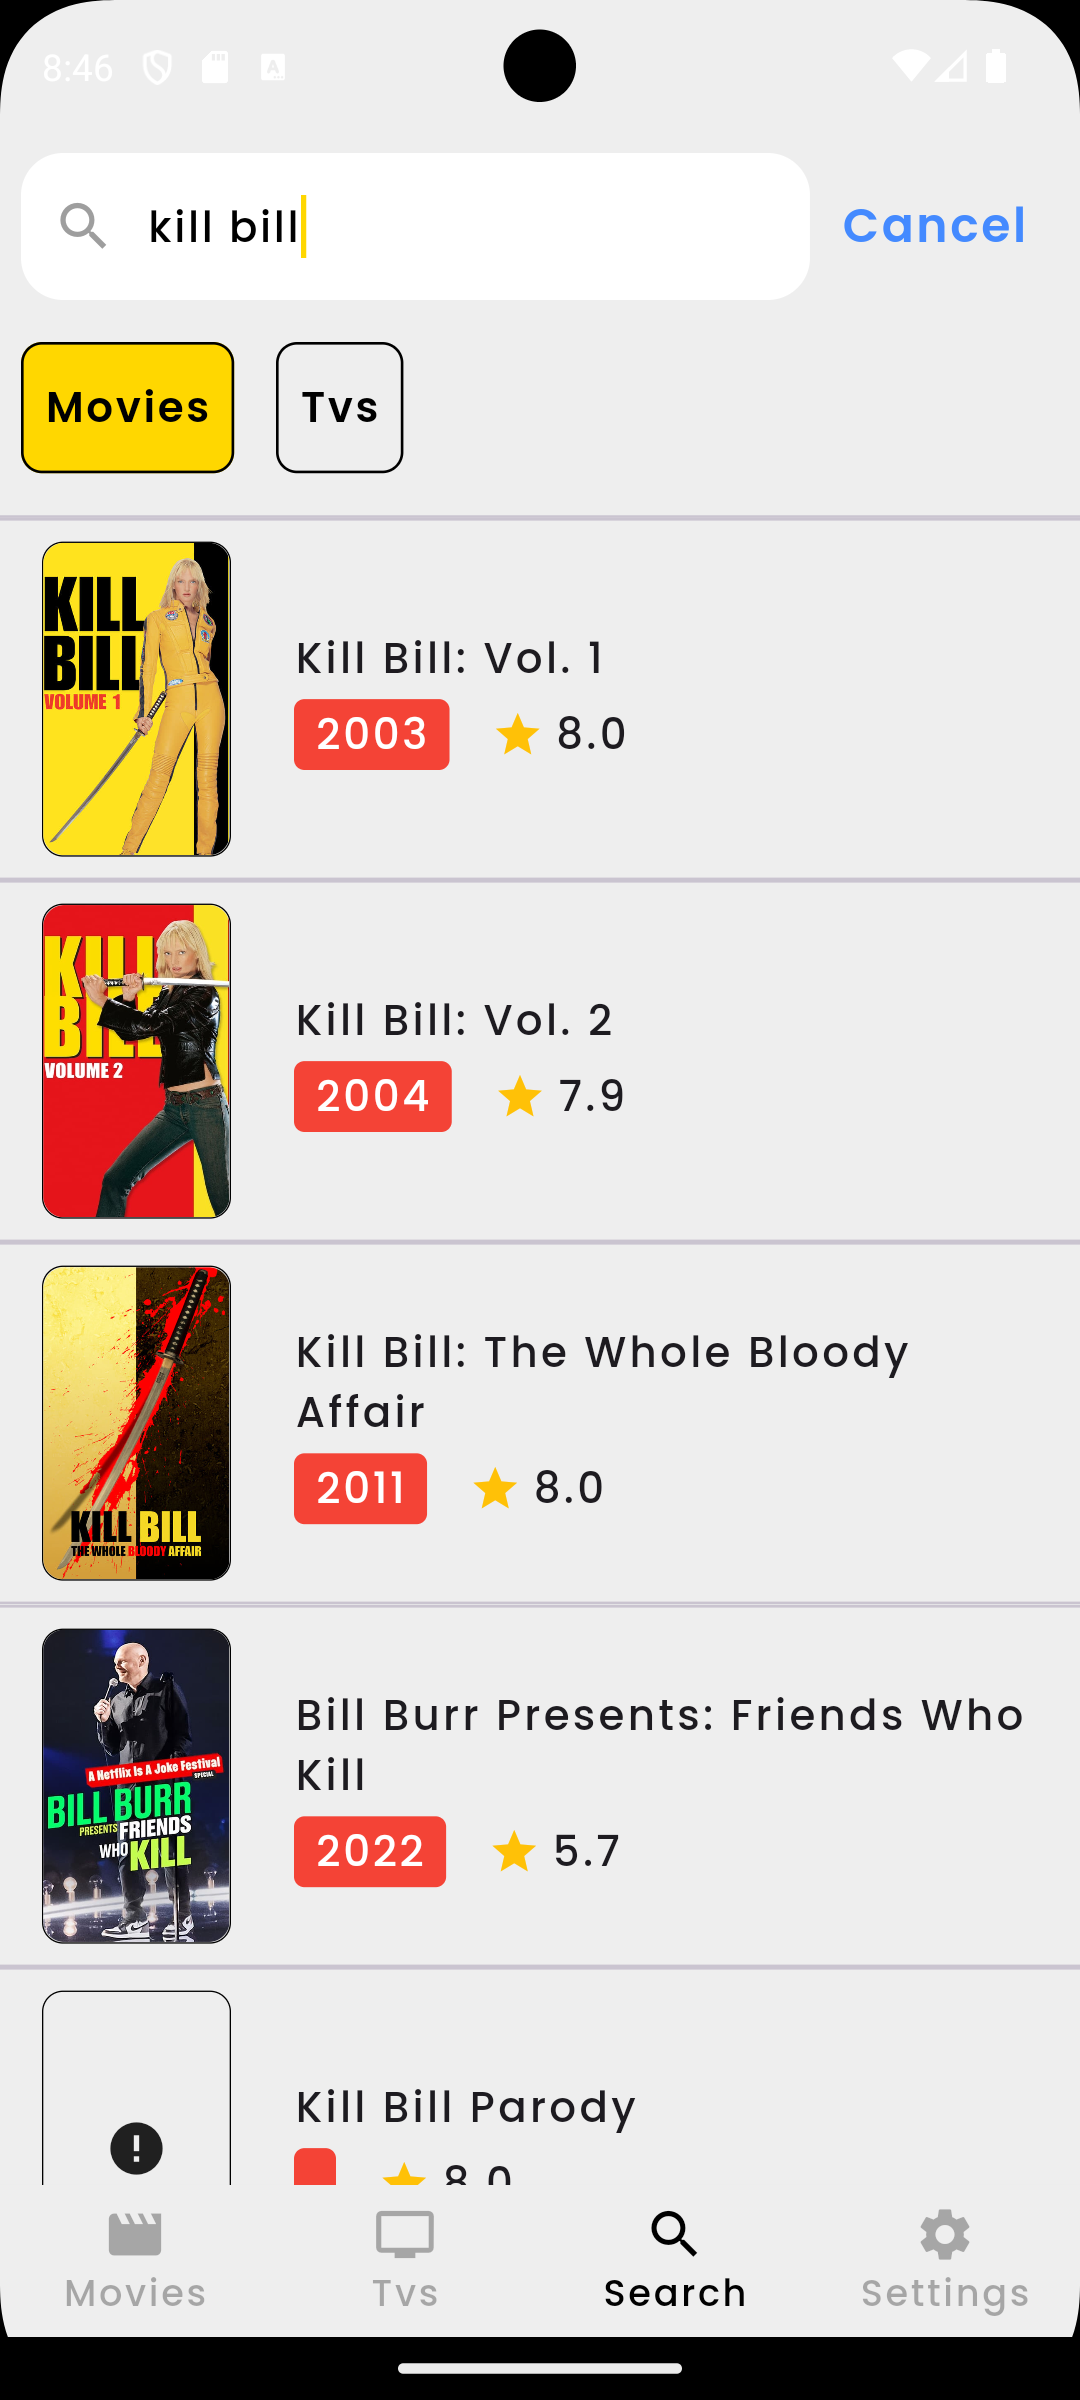 8:46
kill bill
Cancel
Movies
Tvs
KILL
BILL
VOLUME 1
Kill Bill: Vol. 1
2003
8.0
KILL
BILL
VOLUME 2
Kill Bill: Vol. 2
2004
7.9
KILL BILL
THE WHOLE BLOODY AFFAIR
Kill Bill: The Whole Bloody
Affair
2011
8.0
A Netflix Is A Joke Festival
SPECIAL
BILL BURR
PRESENTS FRIENDS
WHO KILL
Bill Burr Presents: Friends Who
Kill
2022
5.7
Kill Bill Parody
8.0
Movies
Tvs
Search
Settings